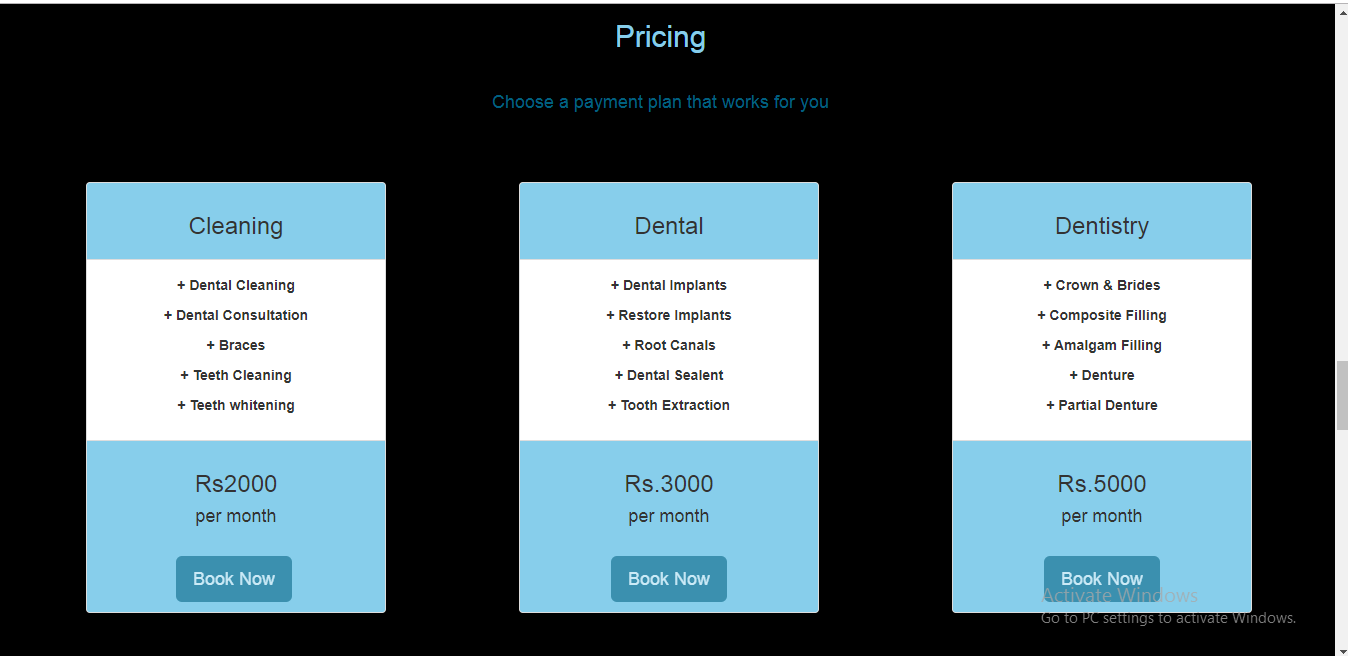 Pricing
Choose a payment plan that works for you
Cleaning
+ Dental Cleaning
+ Dental Consultation
+ Braces
+ Teeth Cleaning
+ Teeth whitening
Rs2000
per month
Book Now
Dental
+ Dental Implants
+ Restore Implants
+ Root Canals
+ Dental Sealent
+ Tooth Extraction
Rs.3000
per month
Book Now
Dentistry
+ Crown & Brides
+ Composite Filling
+ Amalgam Filling
+ Denture
+ Partial Denture
Rs.5000
per month
Book Now
Activate Windows
Go to PC settings to activate Windows.